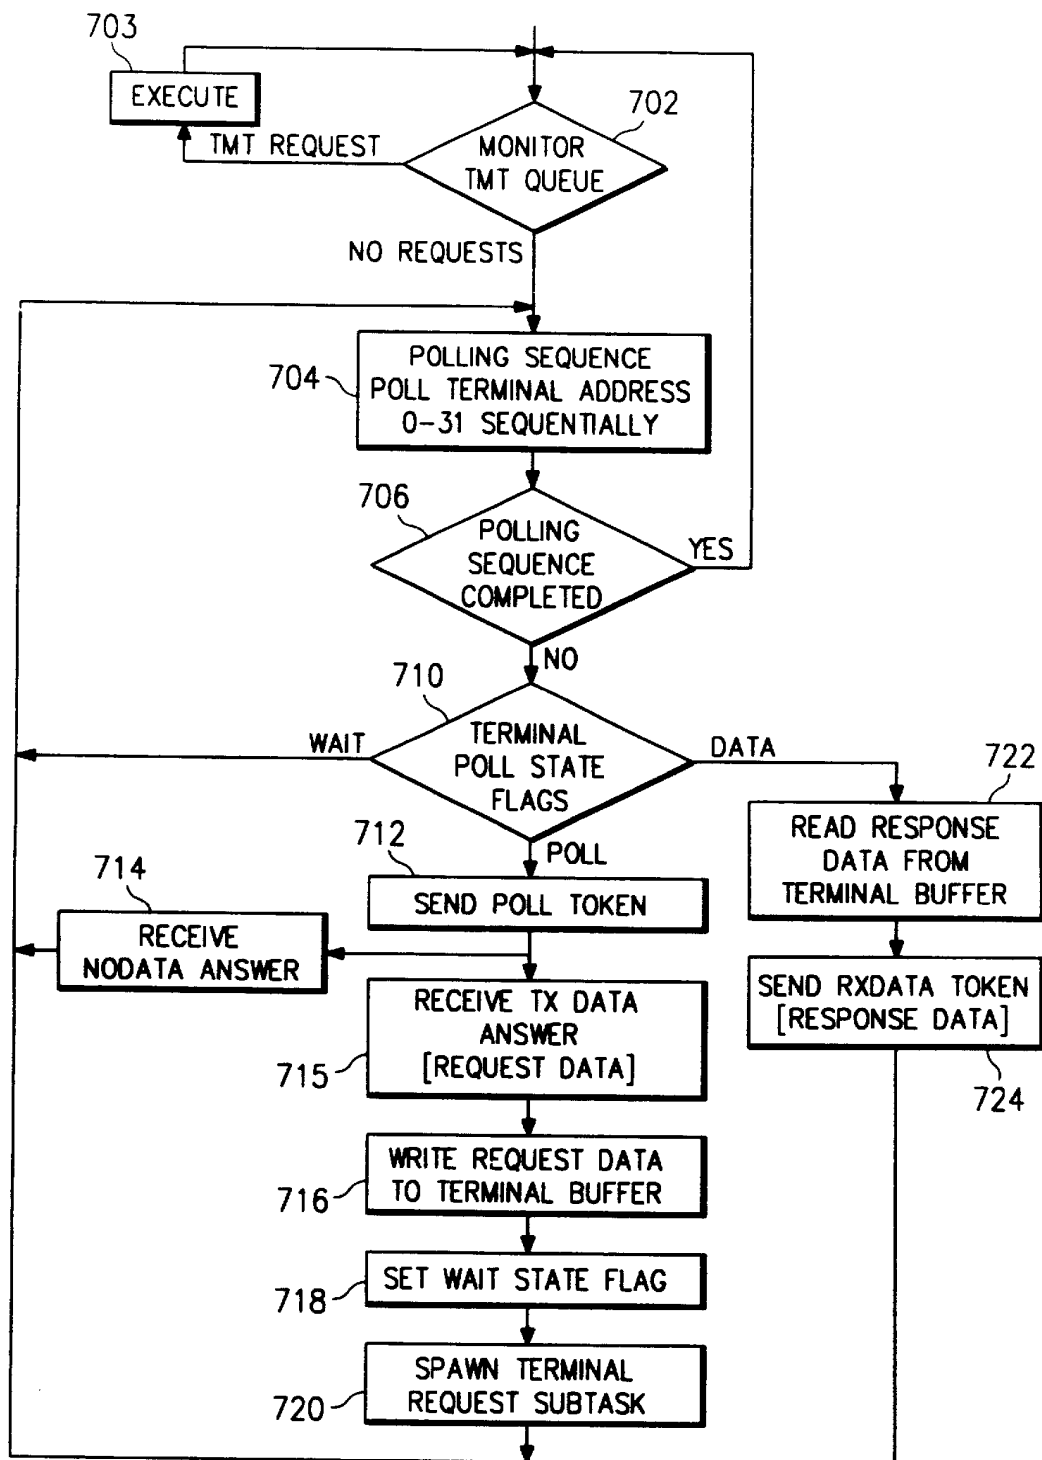 703
EXECUTE
702
TMT REQUEST
MONITOR
TMT QUEUE
NO REQUESTS
704
POLLING SEQUENCE
POLL TERMINAL ADDRESS
0-31 SEQUENTIALLY
706
POLLING
SEQUENCE
COMPLETED
YES
NO
710
WAIT
TERMINAL
POLL STATE
FLAGS
DATA
722
READ RESPONSE
DATA FROM
TERMINAL BUFFER
712
POLL
SEND POLL TOKEN
714
RECEIVE
NODATA ANSWER
RECEIVE TX DATA
ANSWER
[REQUEST DATA]
715
SEND RXDATA TOKEN
[RESPONSE DATA]
724
WRITE REQUEST DATA
TO TERMINAL BUFFER
716
SET WAIT STATE FLAG
718
SPAWN TERMINAL
REQUEST SUBTASK
720